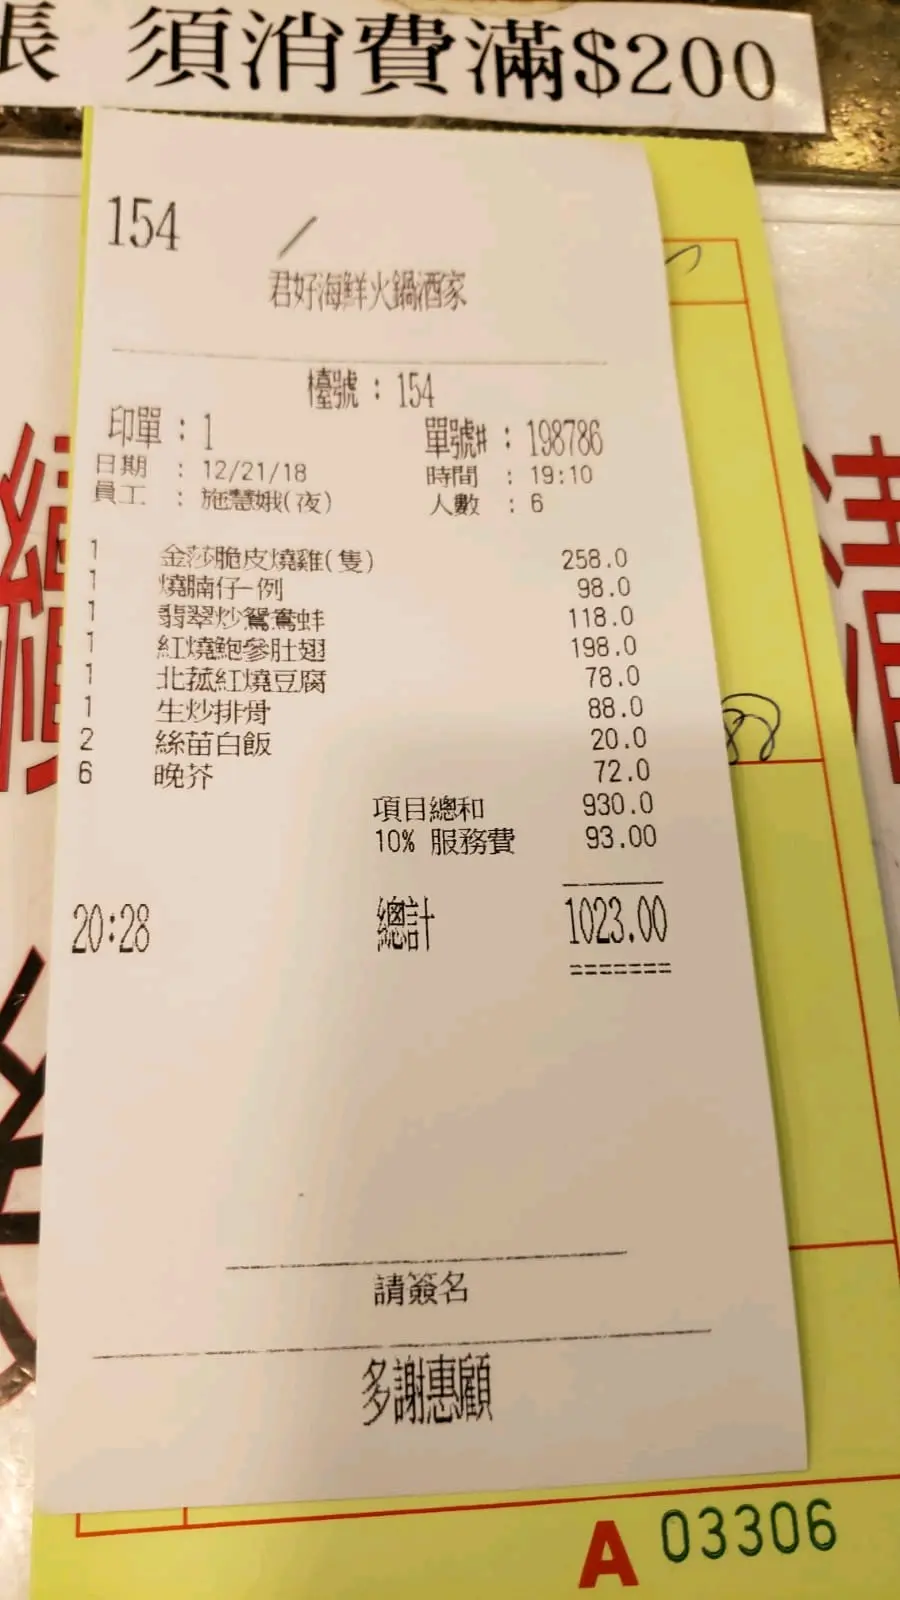 張 須消費滿$200
154
君好海鮮火鍋酒家
檯號：154
印單：1 單號#：198786
日期：12/21/18 時間：19:10
員工：施慧娥(夜) 人數：6
1 金莎脆皮燒雞(隻) 258.0
1 燒腩仔一例 98.0
1 翡翠炒鴛鴦蚌 118.0
1 紅燒鮑參肚翅 198.0
1 北菰紅燒豆腐 78.0
1 生炒排骨 88.0
2 絲苗白飯 20.0
6 晚芥 72.0
項目總和 930.0
10% 服務費 93.00
20:28 總計 1023.00
請簽名
多謝惠顧
A 03306